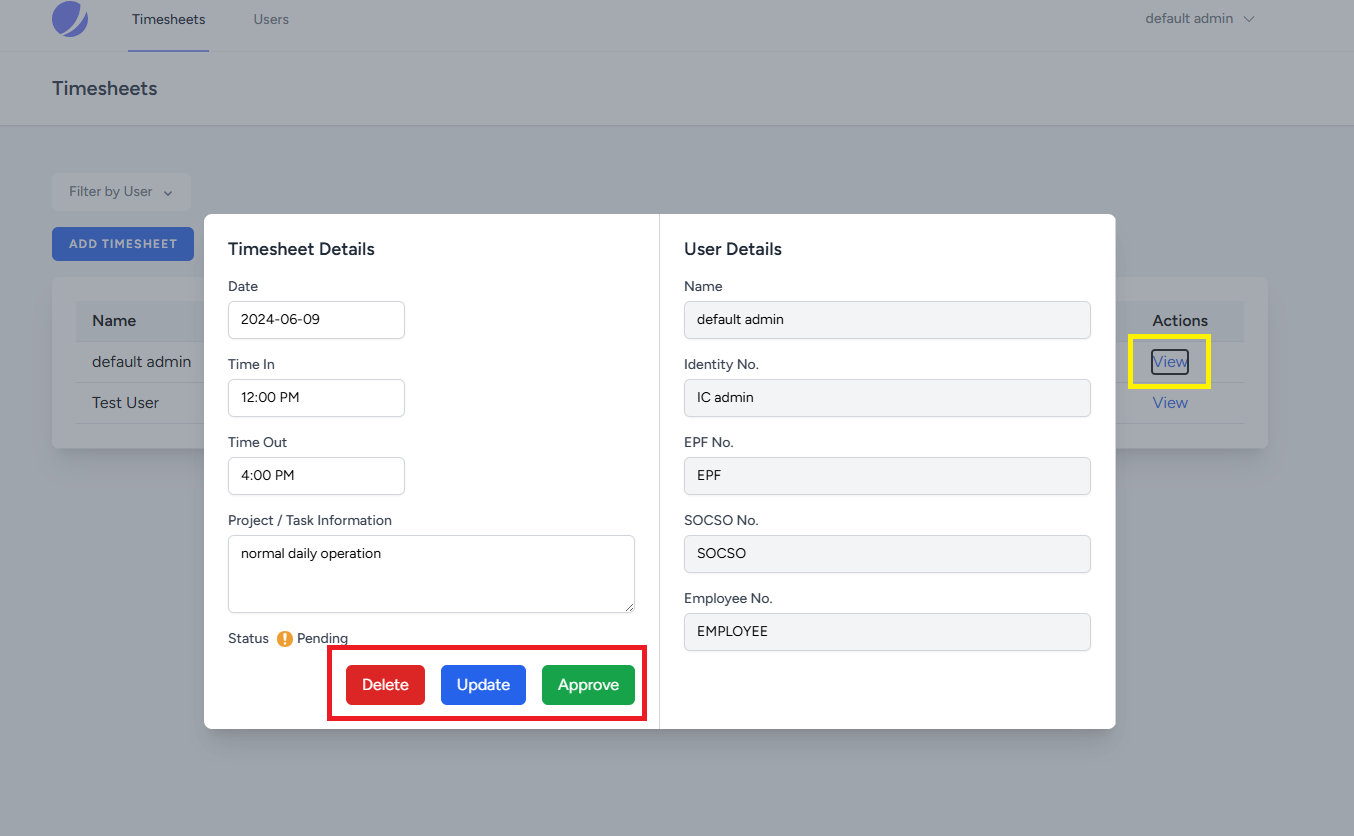 Timesheets
Users
default admin
Timesheets
Filter by User
ADD TIMESHEET
Name
default admin
Test User
Timesheet Details
Date
2024-06-09
Time In
12:00 PM
Time Out
4:00 PM
Project / Task Information
normal daily operation
Status Pending
Delete Update Approve
User Details
Name
default admin
Identity No.
IC admin
EPF No.
EPF
SOCSO No.
SOCSO
Employee No.
EMPLOYEE
Actions
View
View